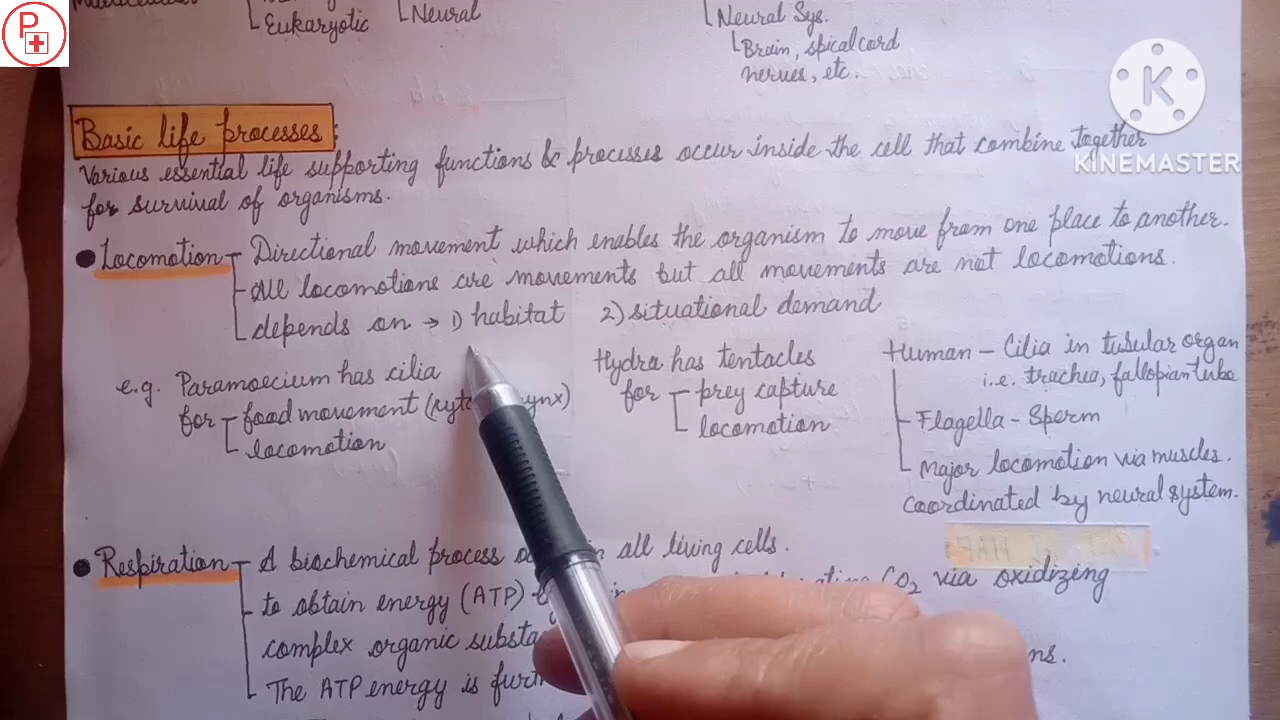 P
Eukaryotic
Neural
Neural Sys.
Brain, spical cord
nerves, etc.
K
KINEMASTER
Basic life processes:
Various essential life supporting functions & processes occur inside the cell that combine together
for survival of organisms.
Locomotion - Directional movement which enables the organism to move from one place to another.
All locomotions are movements but all movements are not locomotions.
depends on → 1) habitat 2) situational demand
e.g. Paramoecium has cilia
for - food movement
locomotion
Hydra has tentacles
for - prey capture
locomotion
Human - Cilia in tubular organ
i.e. trachea, fallopian tube
Flagella - Sperm
Major locomotion via muscles.
coordinated by neural system.
Respiration - A biochemical process in all living cells.
to obtain energy (ATP) CO2 via oxidizing
complex organic
The ATP energy is